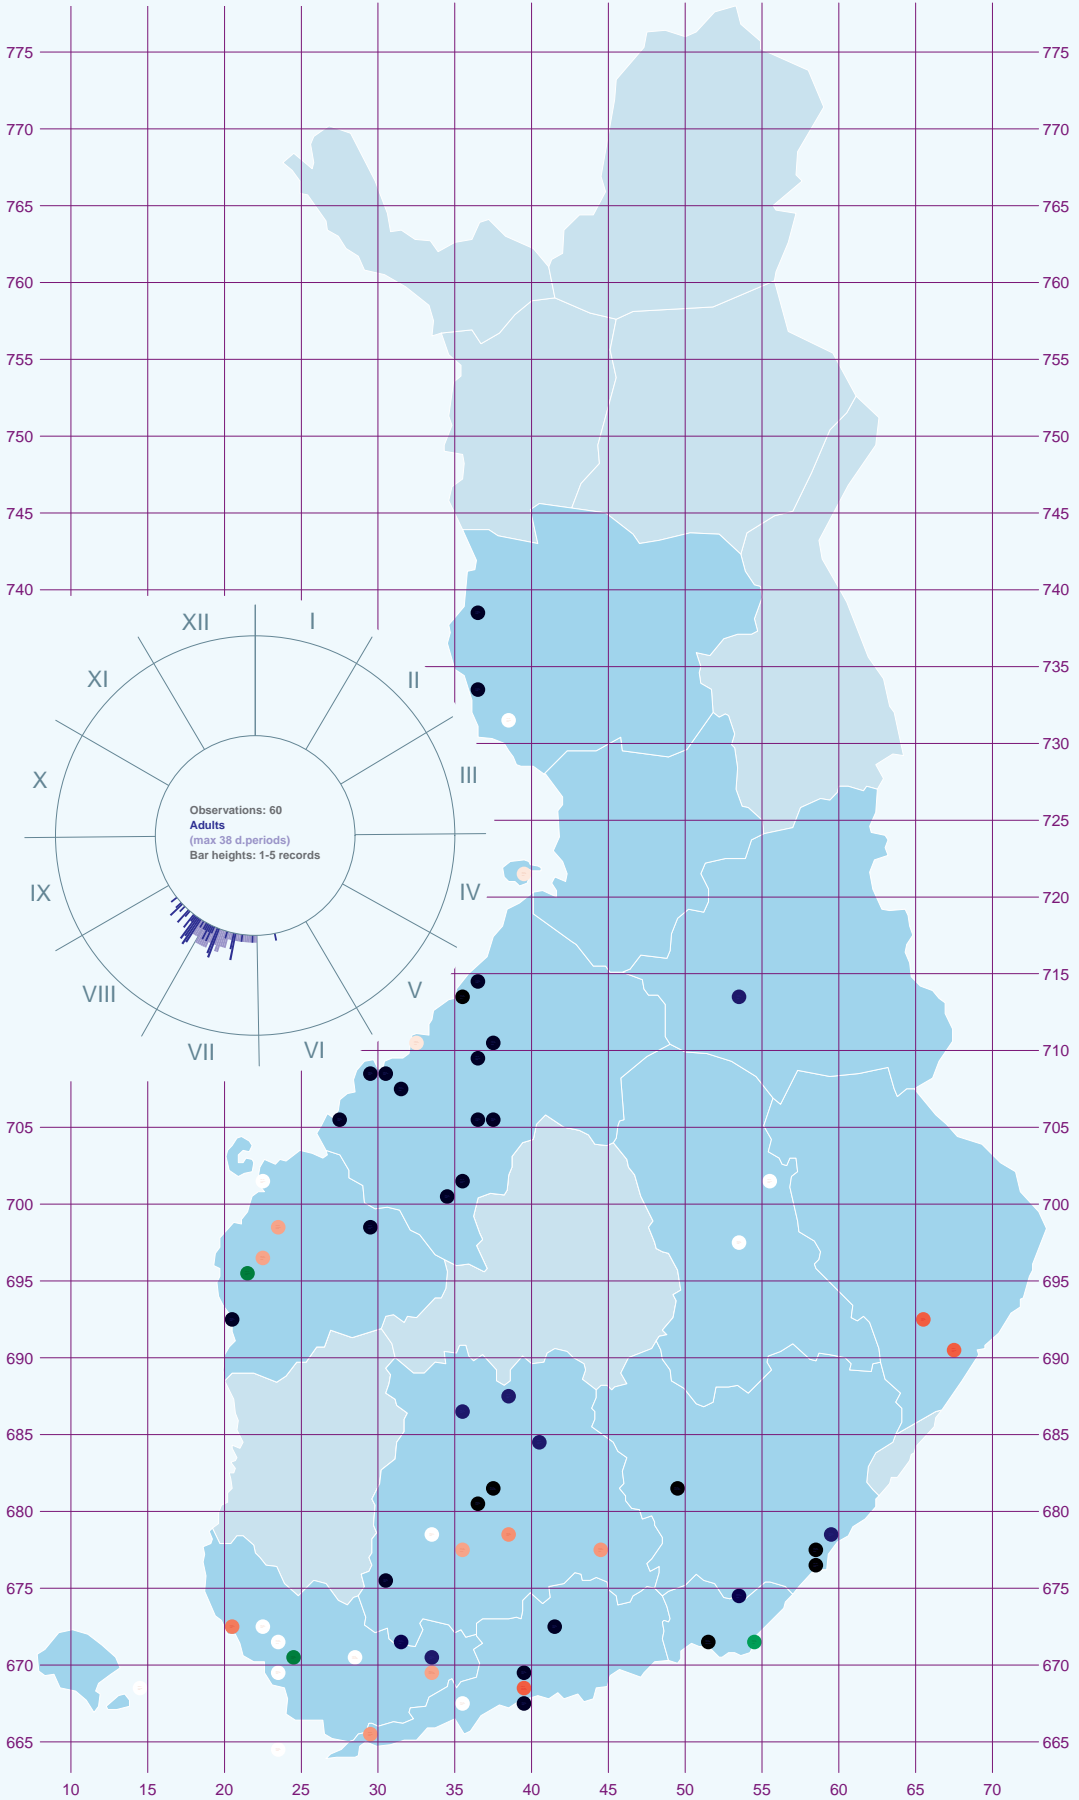 775 775
770 770
765 765
760 760
755 755
750 750
745 745
740 740
XII I
735
XI II
730
X III
Observations: 60
Adults
(max 38 d.periods)
Bar heights: 1-5 records
725
IX IV
720
VIII V
715
VII VI
710
705 705
700 700
695 695
690 690
685 685
680 680
675 675
670 670
665 665
10 15 20 25 30 35 40 45 50 55 60 65 70